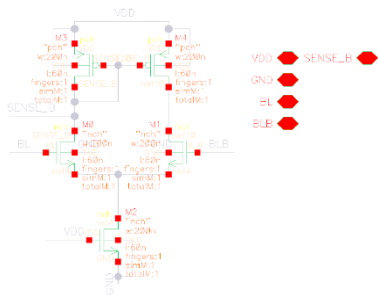 VDD
M3
"pch"
w:200n
l:60n
fingers:1
simM:1
totalM:1
M4
"pch"
w:200n
l:60n
fingers:1
simM:1
totalM:1
SENSE_B
SENSE_B
M0
"nch"
w:200n
l:60n
fingers:1
simM:1
totalM:1
M1
"nch"
w:200n
l:60n
fingers:1
simM:1
totalM:1
BL
BLB
VDD
M2
"nch"
w:200n
l:60n
fingers:1
simM:1
totalM:1
GND
VDD SENSE_B
GND
BL
BLB